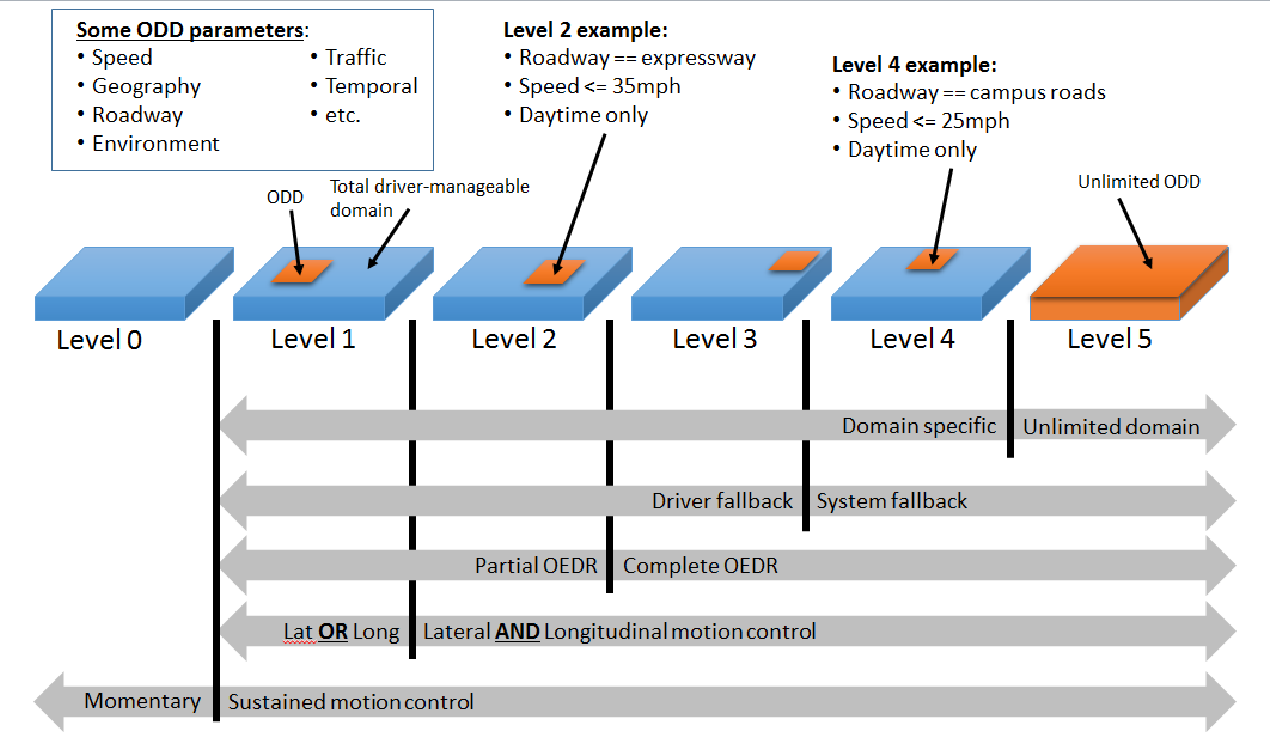 Some ODD parameters:
• Speed
• Geography
• Roadway
• Environment
• Traffic
• Temporal
• etc.
Level 2 example:
• Roadway == expressway
• Speed <= 35mph
• Daytime only
Level 4 example:
• Roadway == campus roads
• Speed <= 25mph
• Daytime only
ODD
Total driver-manageable
domain
Unlimited ODD
Level 0
Level 1
Level 2
Level 3
Level 4
Level 5
Domain specific
Unlimited domain
Driver fallback
System fallback
Partial OEDR
Complete OEDR
Lat OR Long
Lateral AND Longitudinal motion control
Momentary
Sustained motion control